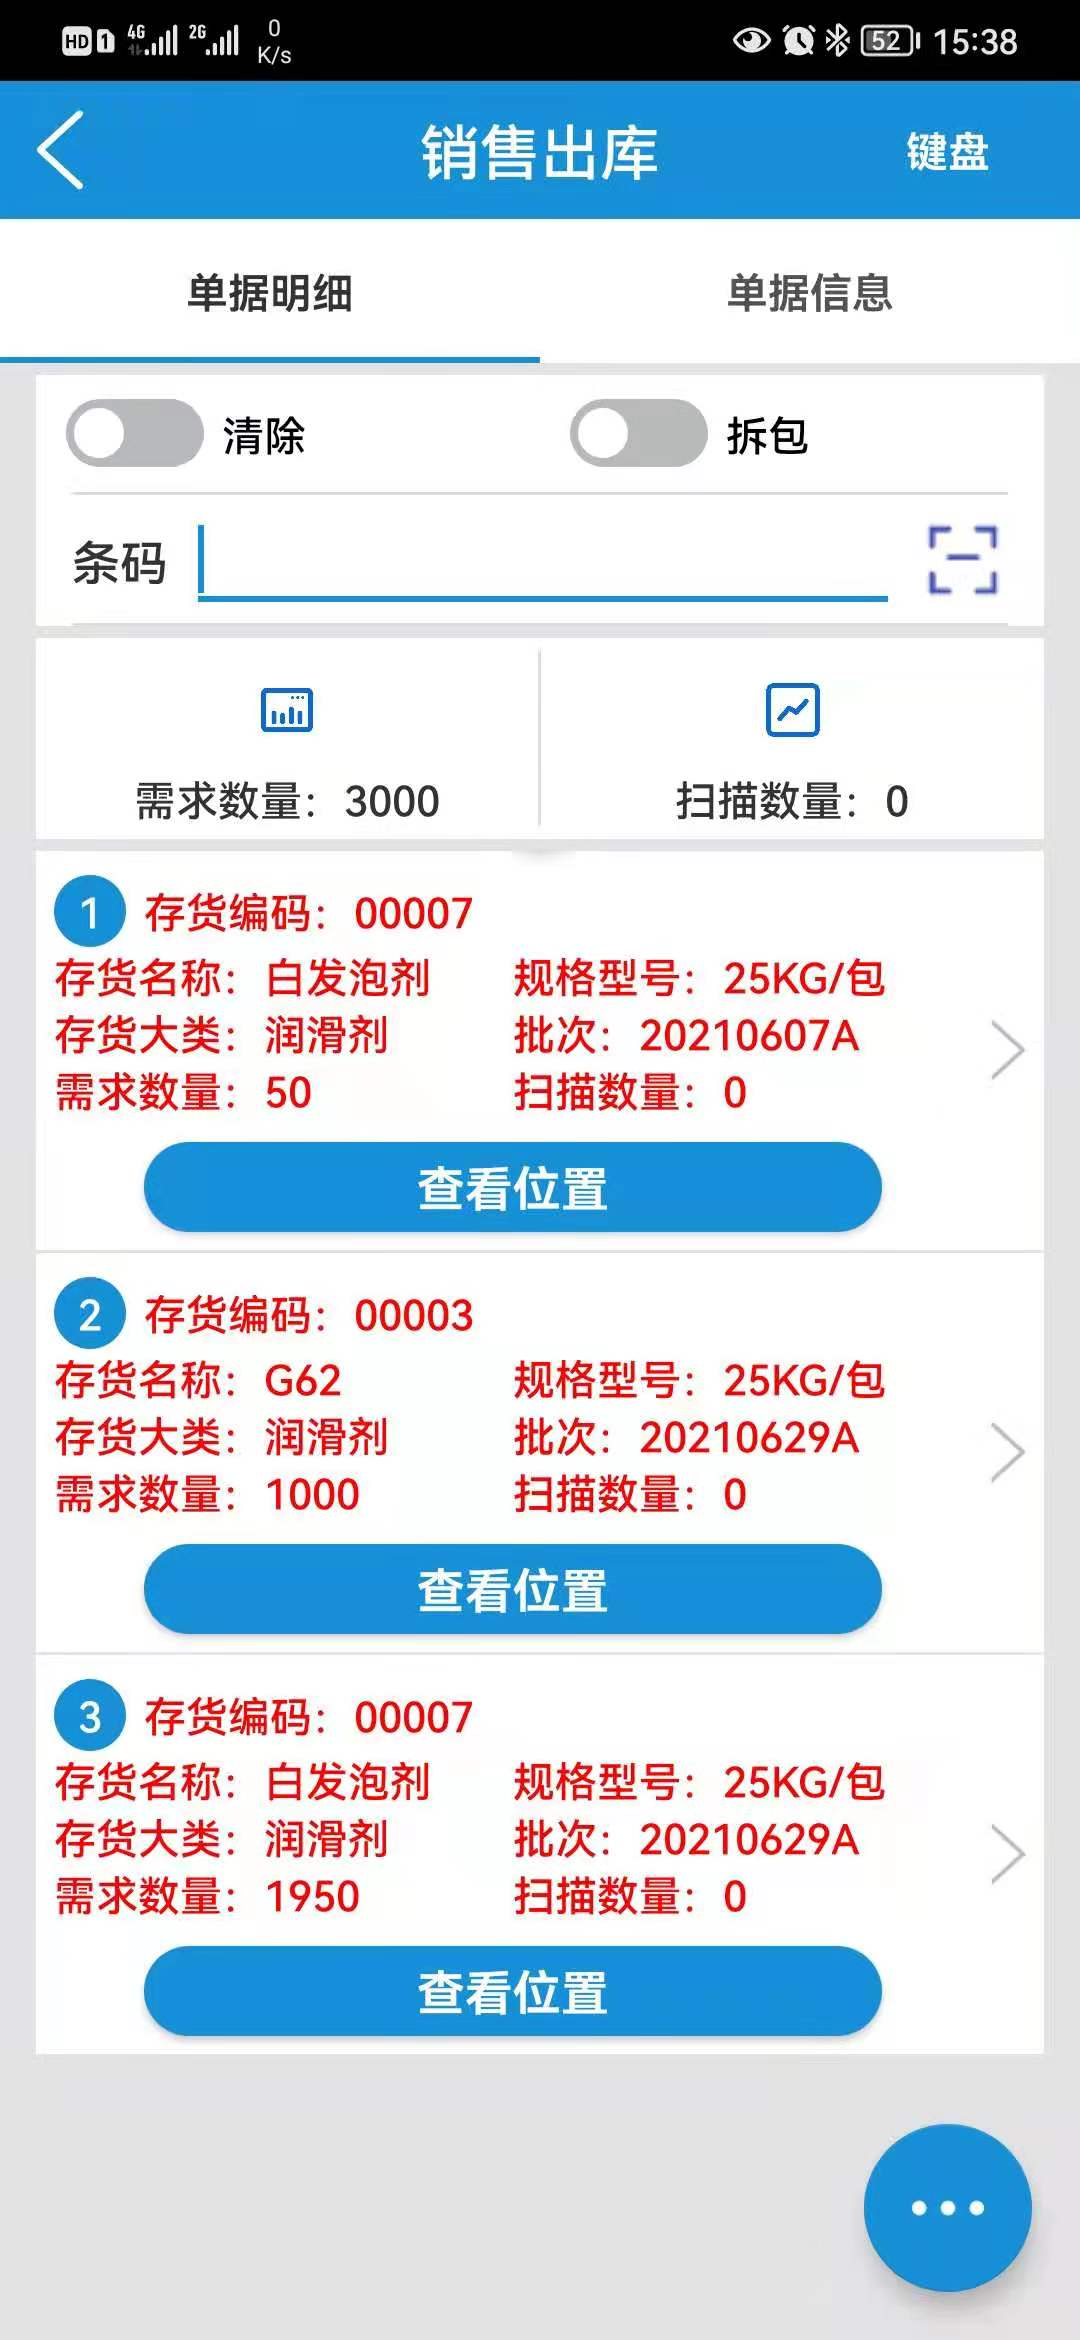 HD 1 4G 2G 0 K/s 52 15:38
销售出库 键盘
单据明细 单据信息
清除 拆包
条码
需求数量：3000 扫描数量：0
1 存货编码：00007
存货名称：白发泡剂 规格型号：25KG/包
存货大类：润滑剂 批次：20210607A
需求数量：50 扫描数量：0
查看位置
2 存货编码：00003
存货名称：G62 规格型号：25KG/包
存货大类：润滑剂 批次：20210629A
需求数量：1000 扫描数量：0
查看位置
3 存货编码：00007
存货名称：白发泡剂 规格型号：25KG/包
存货大类：润滑剂 批次：20210629A
需求数量：1950 扫描数量：0
查看位置